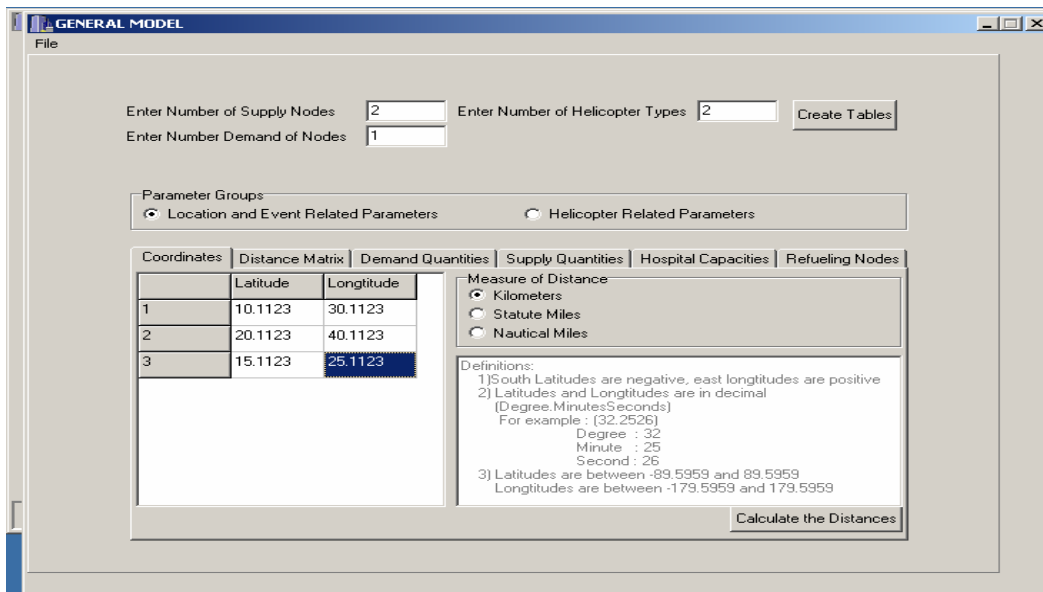 GENERAL MODEL
File
Enter Number of Supply Nodes 2 Enter Number of Helicopter Types 2 Create Tables
Enter Number Demand of Nodes 1
Parameter Groups
Location and Event Related Parameters Helicopter Related Parameters
Coordinates Distance Matrix Demand Quantities Supply Quantities Hospital Capacities Refueling Nodes
Latitude Longtitude
1 10.1123 30.1123
2 20.1123 40.1123
3 15.1123 25.1123
Measure of Distance
Kilometers
Statute Miles
Nautical Miles
Definitions:
1)South Latitudes are negative, east longtitudes are positive
2) Latitudes and Longtitudes are in decimal
(Degree.MinutesSeconds)
For example : (32.2526)
Degree : 32
Minute : 25
Second : 26
3) Latitudes are between -89.5959 and 89.5959
Longtitudes are between -179.5959 and 179.5959
Calculate the Distances